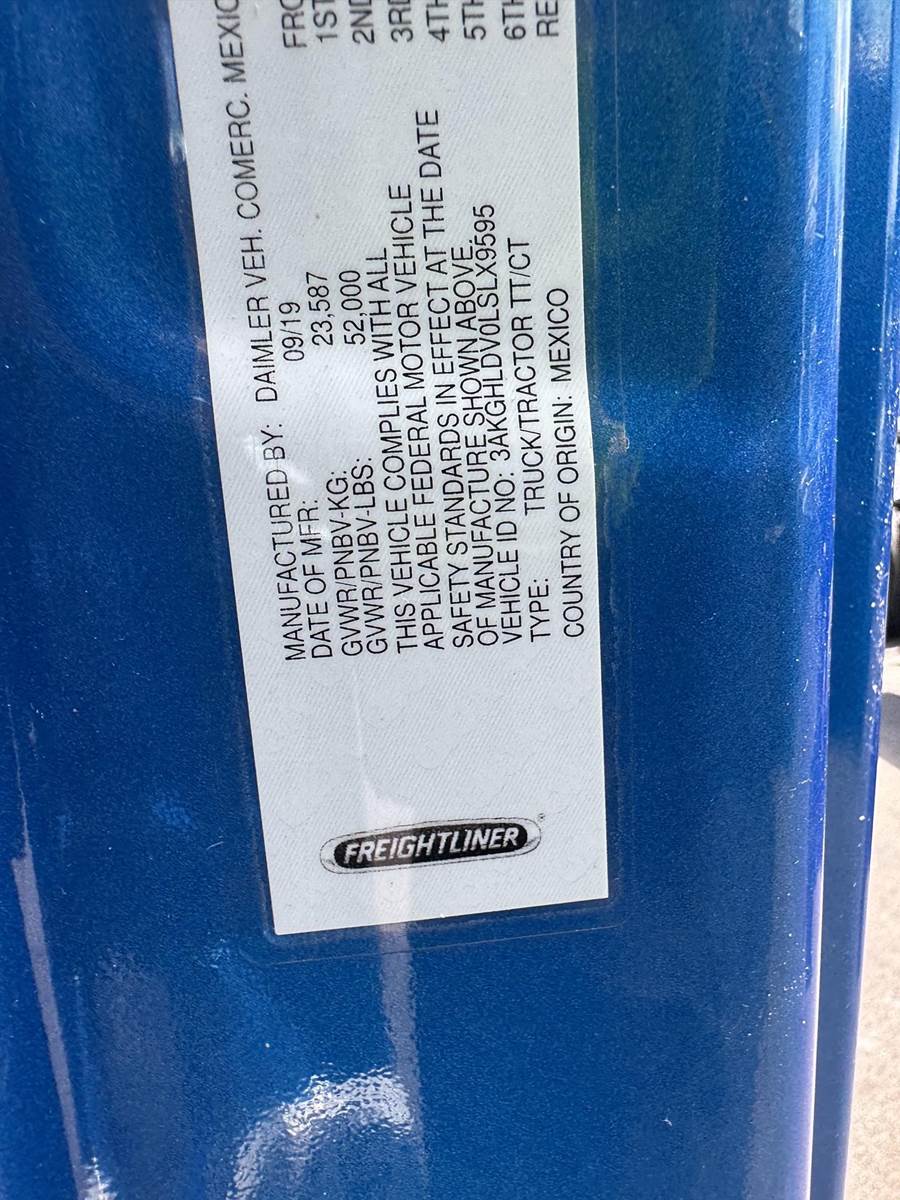 FREIGHTLINER
MANUFACTURED BY: DAIMLER VEH. COMERC. MEXIC
DATE OF MFR: 09/19
GVWR/PNBV-KG: 23,587
GVWR/PNBV-LBS: 52,000
THIS VEHICLE COMPLIES WITH ALL
APPLICABLE FEDERAL MOTOR VEHICLE
SAFETY STANDARDS IN EFFECT AT THE DATE
OF MANUFACTURE SHOWN ABOVE.
VEHICLE ID NO: 3AKGHLDV0LSLX9595
TYPE: TRUCK/TRACTOR TT/CT
COUNTRY OF ORIGIN: MEXICO
FRO
1ST
2ND
3RD
4TH
5TH
6TH
RE